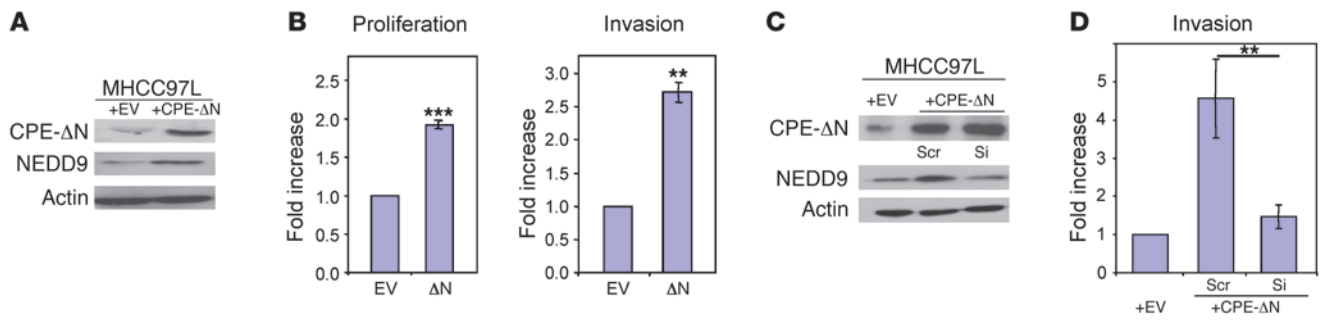 A
MHCC97L
+EV +CPE-ΔN
CPE-ΔN
NEDD9
Actin
B
Proliferation
Fold increase
2.5
2.0
1.5
1.0
0.5
0.0
***
EV ΔN
Invasion
Fold increase
3.0
2.5
2.0
1.5
1.0
0.5
0.0
**
EV ΔN
C
MHCC97L
+EV +CPE-ΔN
CPE-ΔN
Scr Si
NEDD9
Actin
D
Invasion
Fold increase
5
4
3
2
1
0
**
Scr Si
+EV +CPE-ΔN